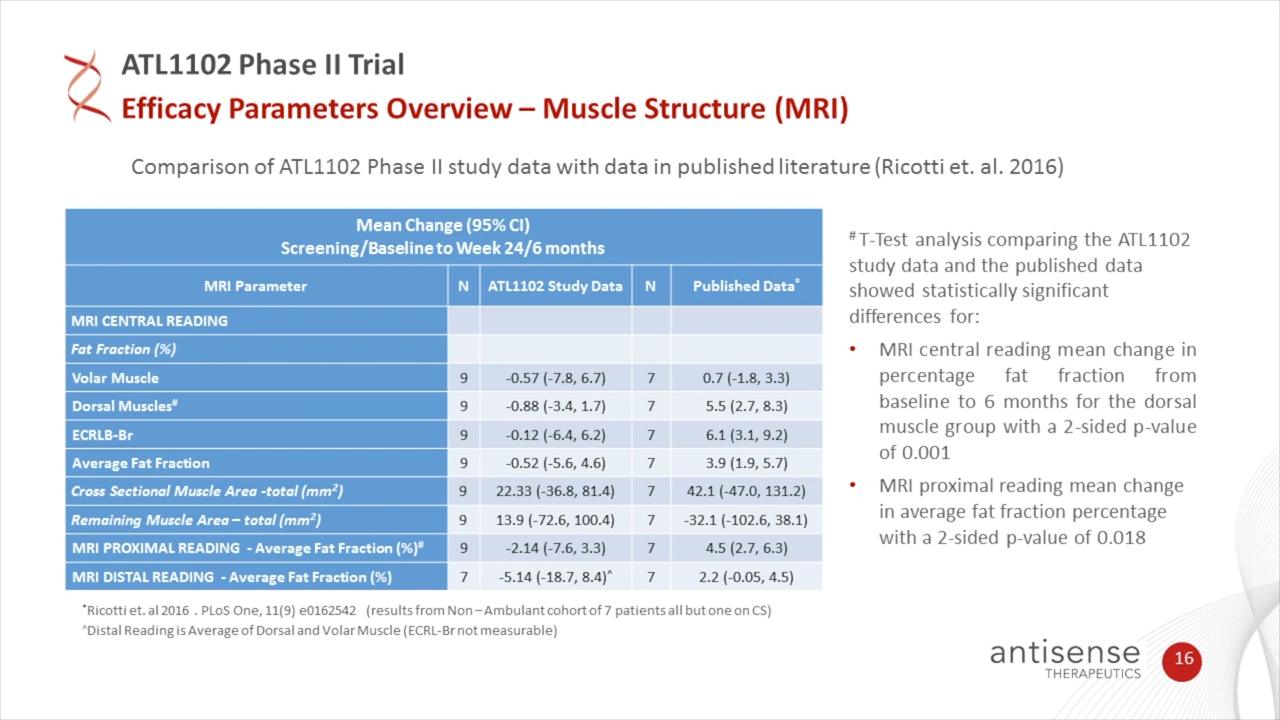 ATL1102 Phase II Trial
Efficacy Parameters Overview – Muscle Structure (MRI)
Comparison of ATL1102 Phase II study data with data in published literature (Ricotti et. al. 2016)
Mean Change (95% CI)
Screening/Baseline to Week 24/6 months
MRI Parameter N ATL1102 Study Data N Published Data*
MRI CENTRAL READING
Fat Fraction (%)
Volar Muscle 9 -0.57 (-7.8, 6.7) 7 0.7 (-1.8, 3.3)
Dorsal Muscles# 9 -0.88 (-3.4, 1.7) 7 5.5 (2.7, 8.3)
ECRLB-Br 9 -0.12 (-6.4, 6.2) 7 6.1 (3.1, 9.2)
Average Fat Fraction 9 -0.52 (-5.6, 4.6) 7 3.9 (1.9, 5.7)
Cross Sectional Muscle Area -total (mm²) 9 22.33 (-36.8, 81.4) 7 42.1 (-47.0, 131.2)
Remaining Muscle Area – total (mm²) 9 13.9 (-72.6, 100.4) 7 -32.1 (-102.6, 38.1)
MRI PROXIMAL READING - Average Fat Fraction (%)# 9 -2.14 (-7.6, 3.3) 7 4.5 (2.7, 6.3)
MRI DISTAL READING - Average Fat Fraction (%) 7 -5.14 (-18.7, 8.4)^ 7 2.2 (-0.05, 4.5)
*Ricotti et. al 2016 . PLoS One, 11(9) e0162542 (results from Non – Ambulant cohort of 7 patients all but one on CS)
^Distal Reading is Average of Dorsal and Volar Muscle (ECRL-Br not measurable)
# T-Test analysis comparing the ATL1102
study data and the published data
showed statistically significant
differences for:
• MRI central reading mean change in
percentage fat fraction from
baseline to 6 months for the dorsal
muscle group with a 2-sided p-value
of 0.001
• MRI proximal reading mean change
in average fat fraction percentage
with a 2-sided p-value of 0.018
antisense
THERAPEUTICS
16